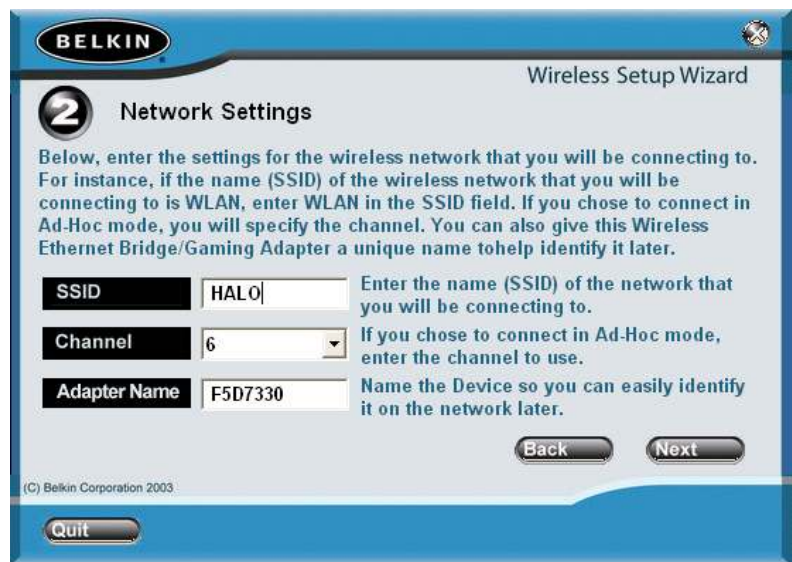 BELKIN
Wireless Setup Wizard
2 Network Settings
Below, enter the settings for the wireless network that you will be connecting to.
For instance, if the name (SSID) of the wireless network that you will be
connecting to is WLAN, enter WLAN in the SSID field. If you chose to connect in
Ad-Hoc mode, you will specify the channel. You can also give this Wireless
Ethernet Bridge/Gaming Adapter a unique name tohelp identify it later.
SSID HALO Enter the name (SSID) of the network that
you will be connecting to.
Channel 6 If you chose to connect in Ad-Hoc mode,
enter the channel to use.
Adapter Name F5D7330 Name the Device so you can easily identify
it on the network later.
Back Next
(C) Belkin Corporation 2003
Quit